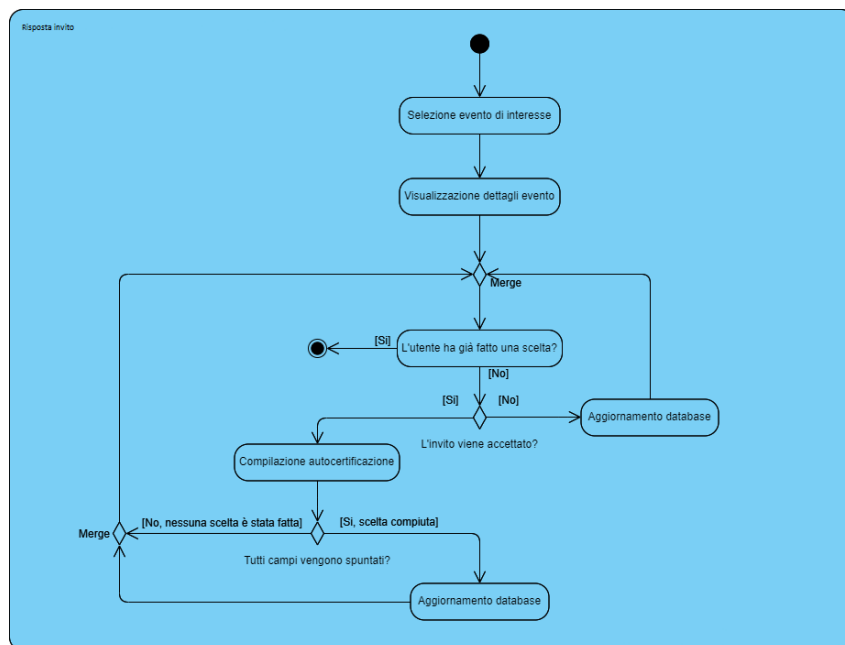 Risposta invito
Selezione evento di interesse
Visualizzazione dettagli evento
Merge
[Si]
L'utente ha già fatto una scelta?
[No]
[Si]
[No]
Aggiornamento database
L'invito viene accettato?
Compilazione autocertificazione
Merge
[No, nessuna scelta è stata fatta]
[Si, scelta compiuta]
Tutti campi vengono spuntati?
Aggiornamento database